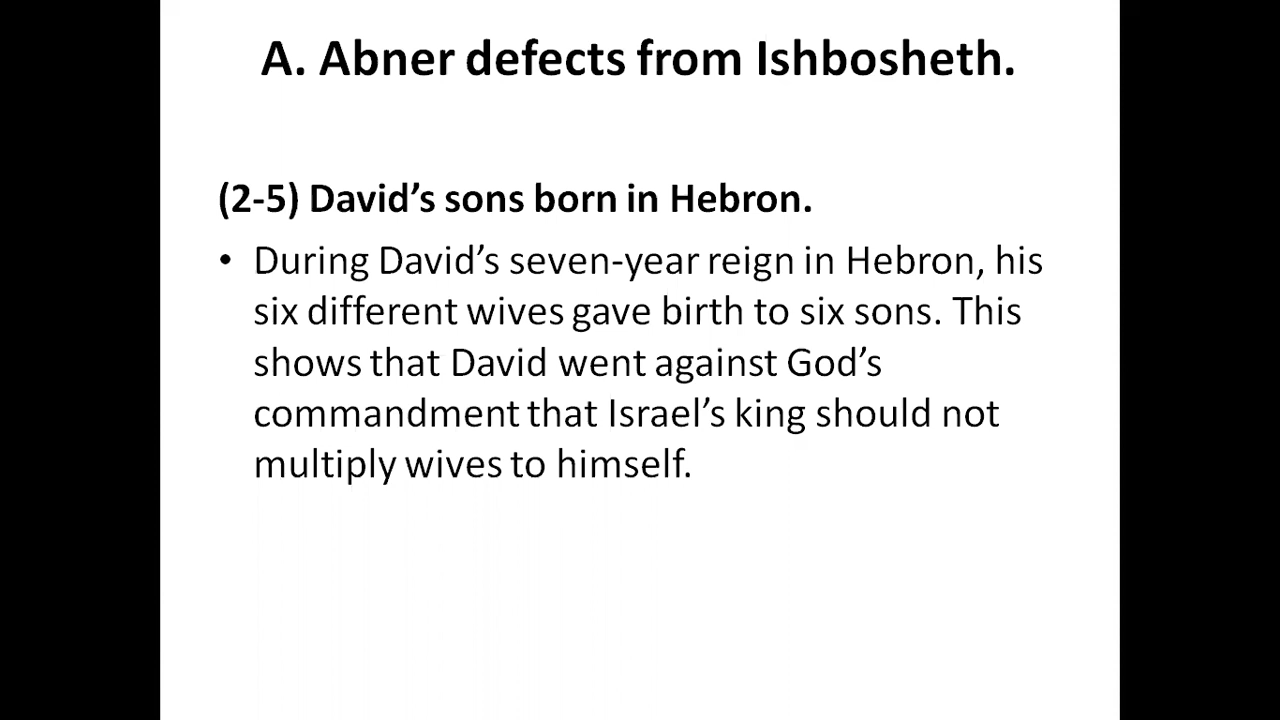 A. Abner defects from Ishbosheth.
(2-5) David’s sons born in Hebron.
• During David’s seven-year reign in Hebron, his
six different wives gave birth to six sons. This
shows that David went against God’s
commandment that Israel’s king should not
multiply wives to himself.